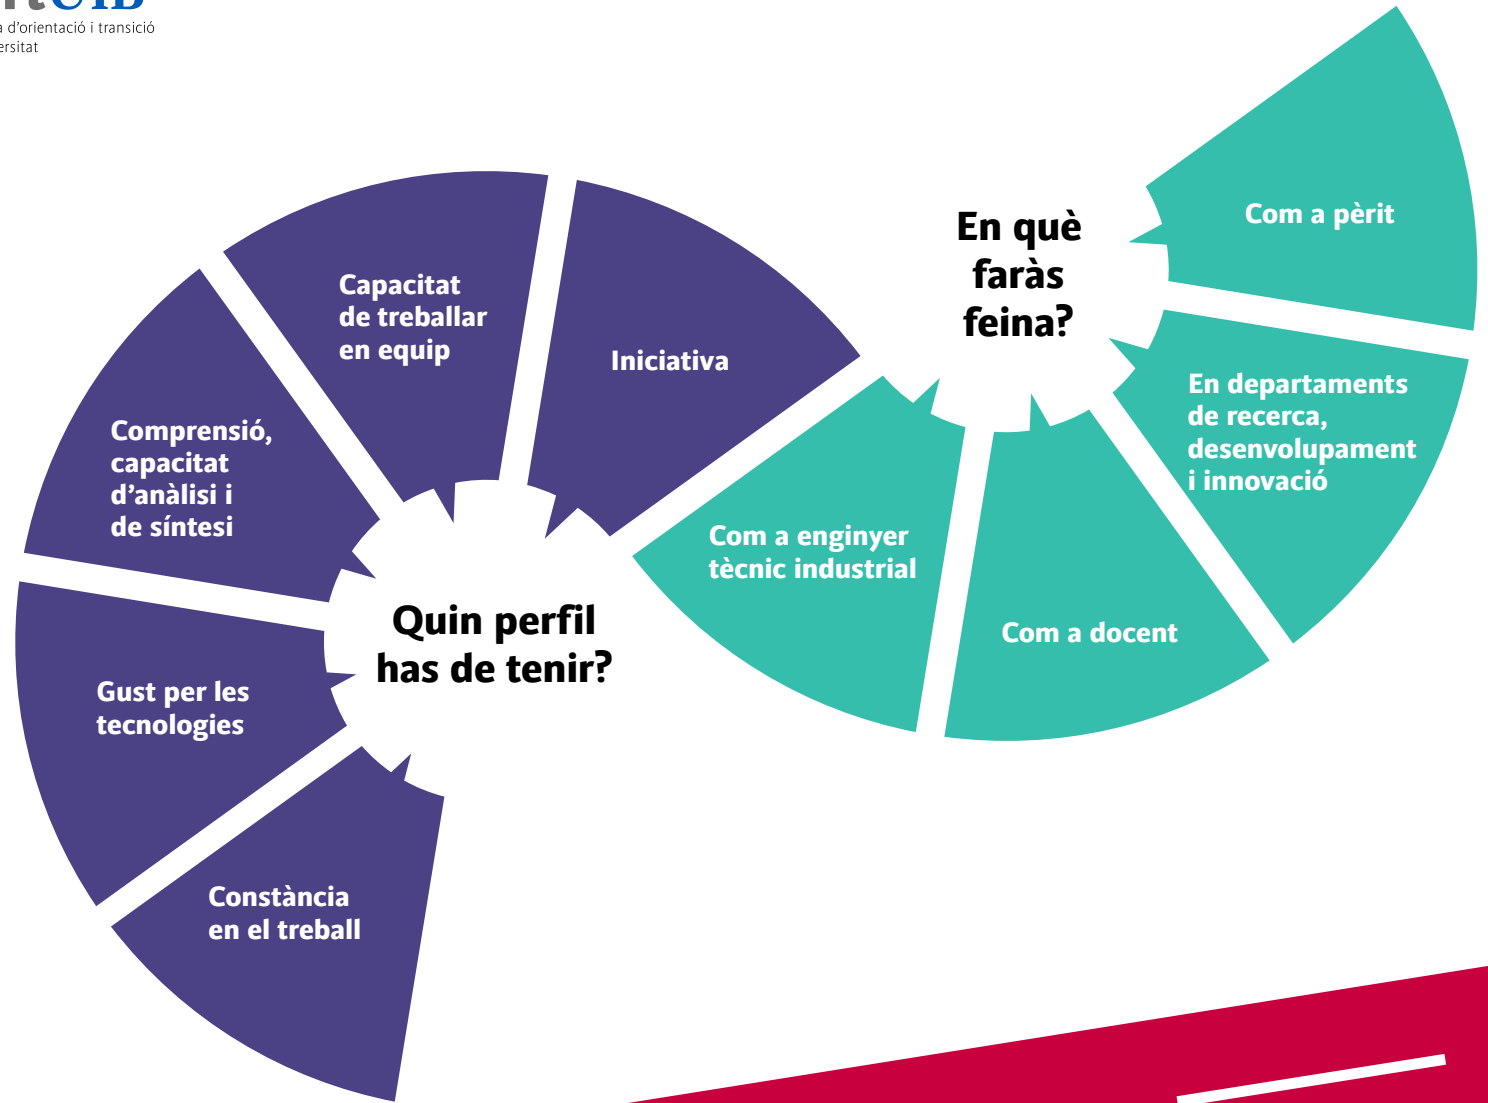 UIB
d'orientació i transició
Capacitat
de treballar
en equip
Iniciativa
Comprensió,
capacitat
d'anàlisi i
de síntesi
Gust per les
tecnologies
Constància
en el treball
Quin perfil
has de tenir?
En què
faràs
feina?
Com a pèrit
En departaments
de recerca,
desenvolupament
i innovació
Com a enginyer
tècnic industrial
Com a docent